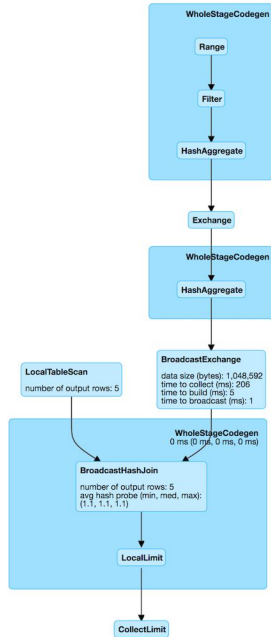 WholeStageCodegen
Range
Filter
HashAggregate
Exchange
WholeStageCodegen
HashAggregate
BroadcastExchange
data size (bytes): 1,048,592
time to collect (ms): 206
time to build (ms): 5
time to broadcast (ms): 1
LocalTableScan
number of output rows: 5
WholeStageCodegen
0 ms (0 ms, 0 ms, 0 ms)
BroadcastHashJoin
number of output rows: 5
avg hash probe (min, med, max):
(1.1, 1.1, 1.1)
LocalLimit
CollectLimit